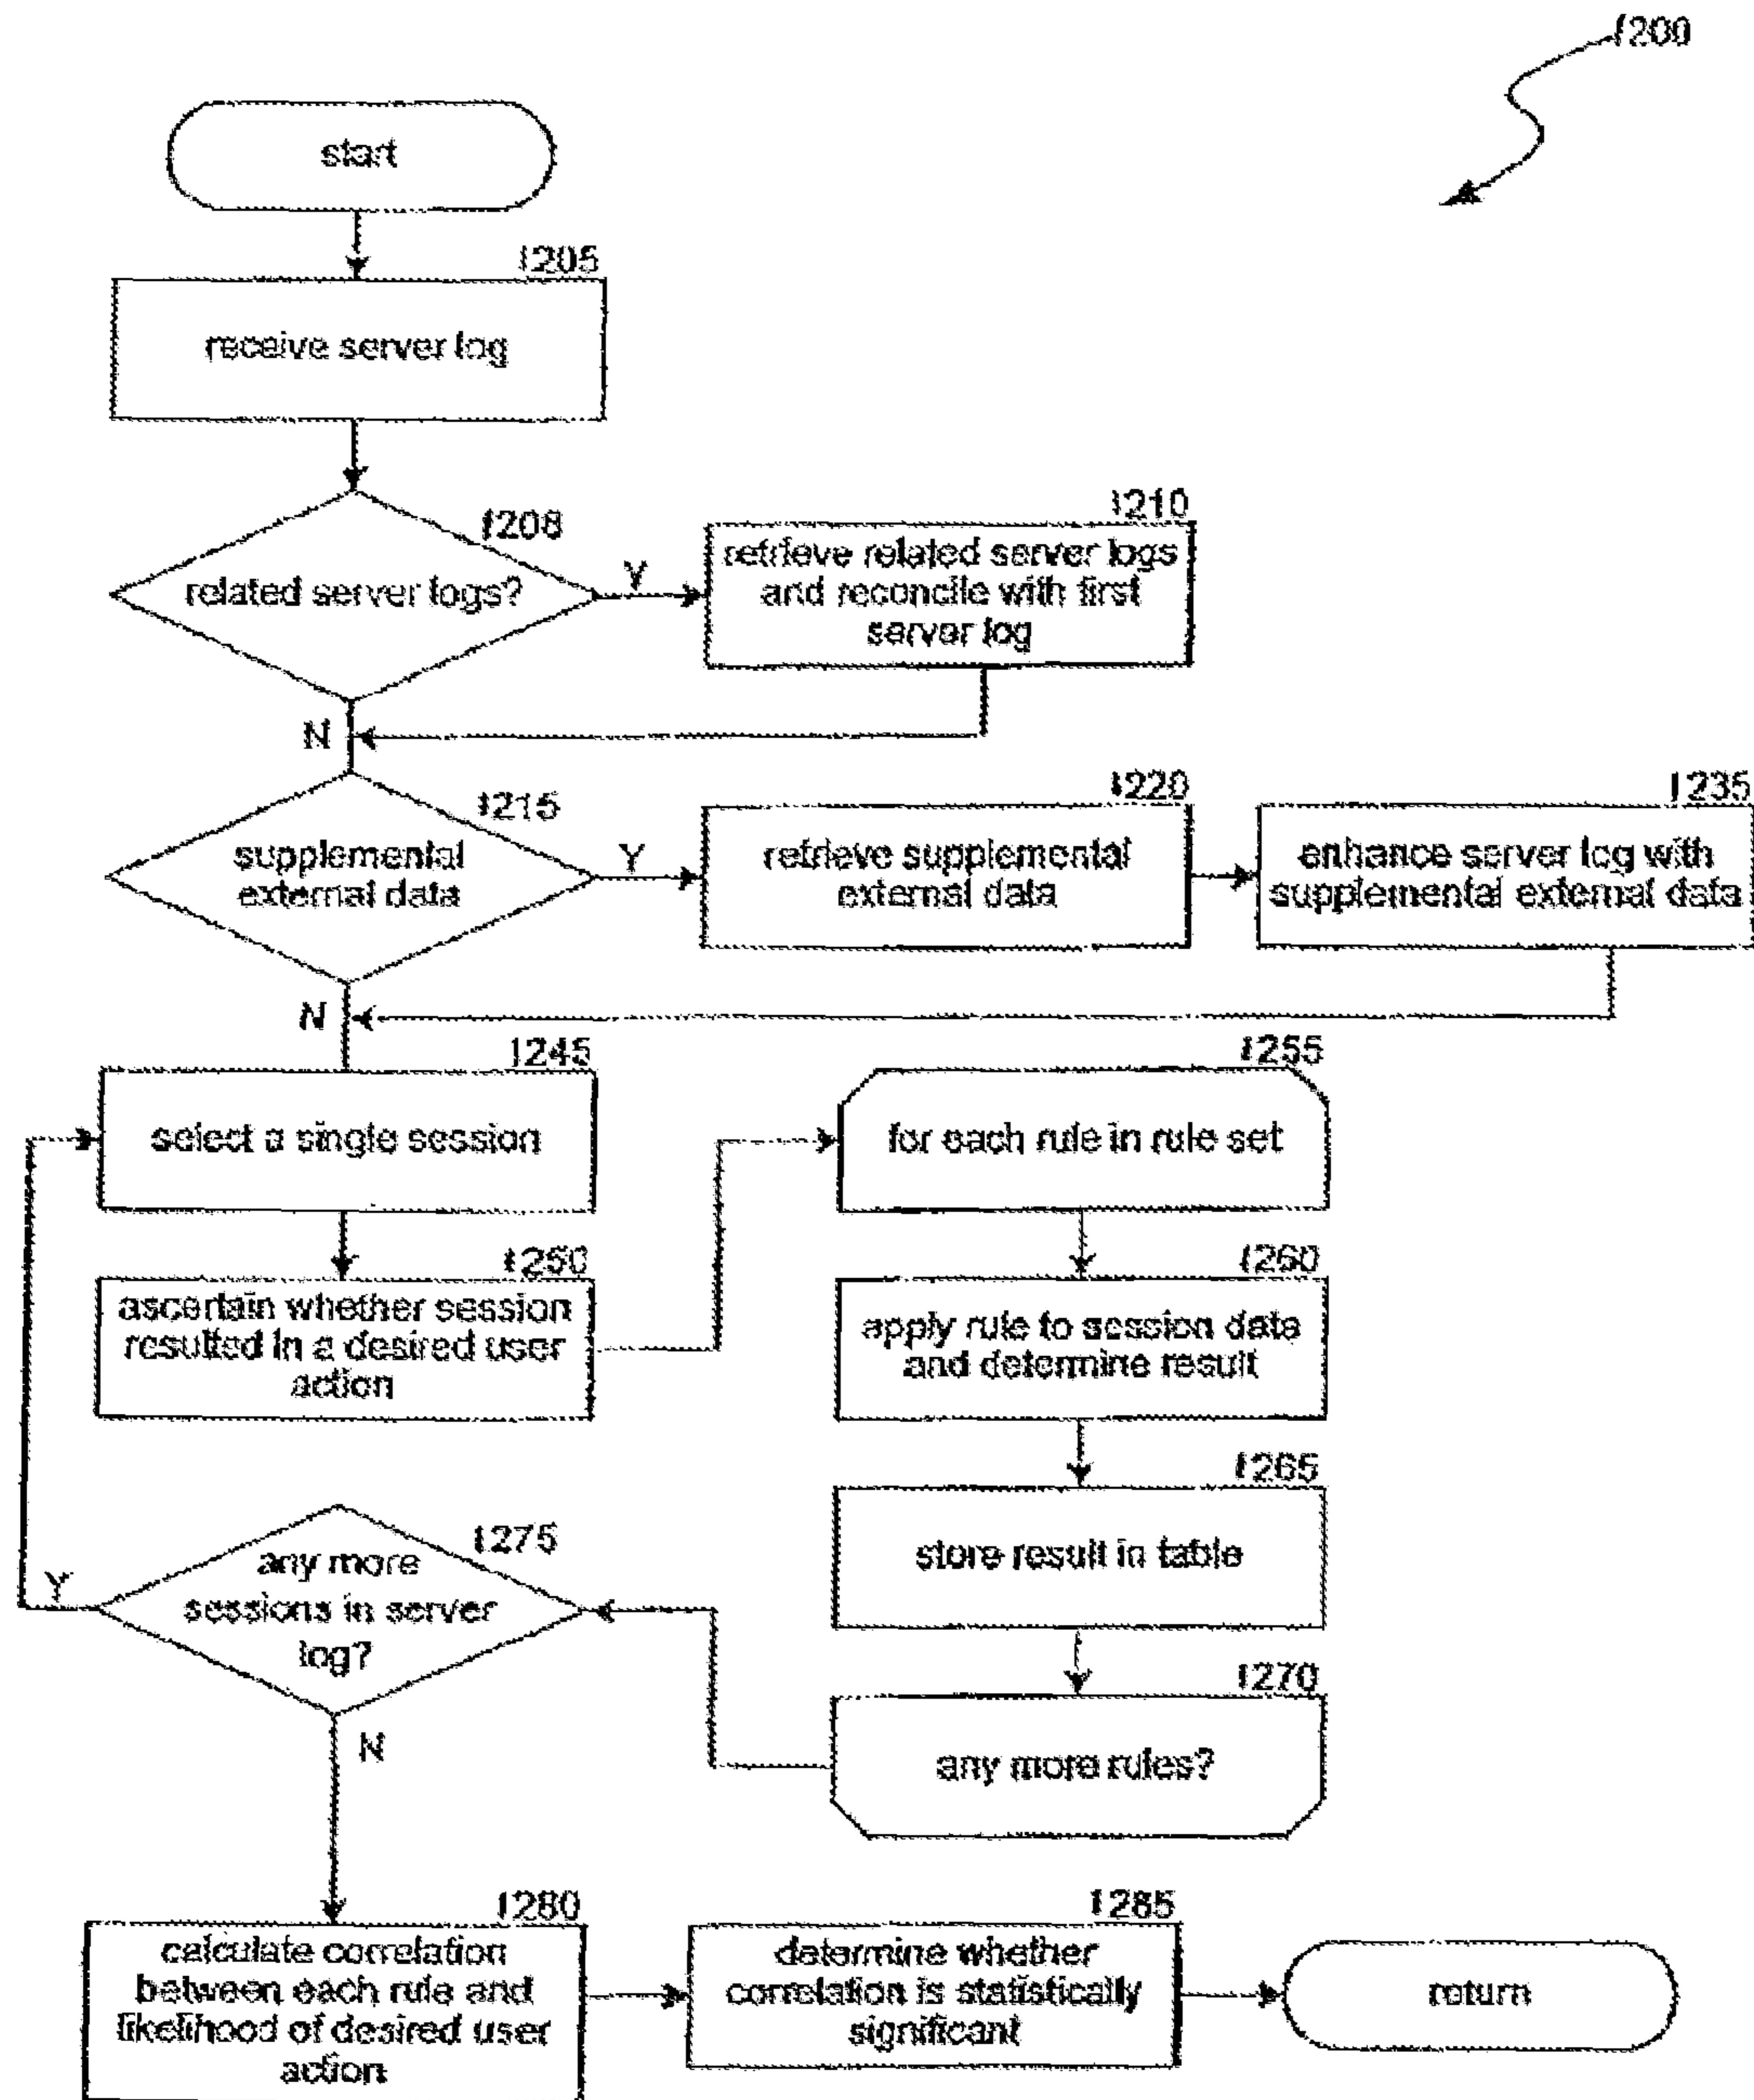 1200
start
1205
receive server log
1208
related server logs?
Y
N
1210
retrieve related server logs
and reconcile with first
server log
1215
supplemental
external data
Y
N
1220
retrieve supplemental
external data
1235
enhance server log with
supplemental external data
1245
select a single session
1250
ascertain whether session
resulted in a desired user
action
1255
for each rule in rule set
1260
apply rule to session data
and determine result
1265
store result in table
1270
any more rules?
1275
any more
sessions in server
log?
Y
N
1280
calculate correlation
between each rule and
likelihood of desired user
action
1285
determine whether
correlation is statistically
significant
return